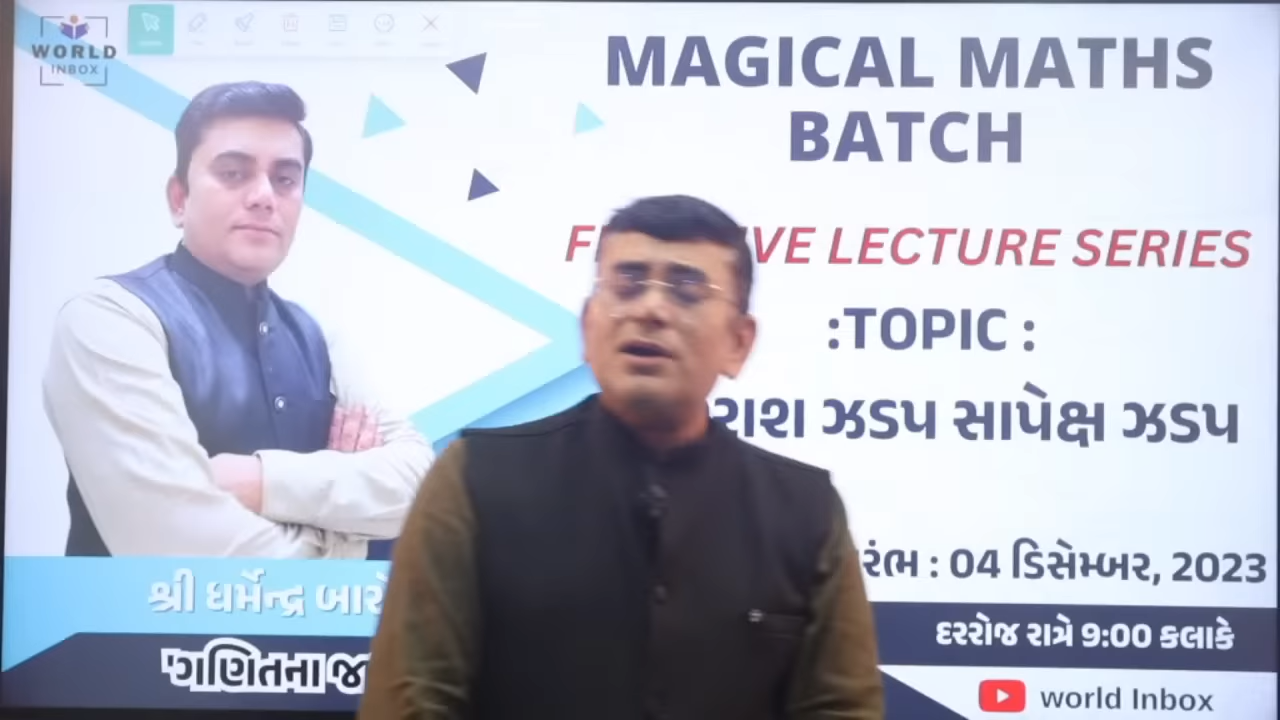 WORLD
INBOX
MAGICAL MATHS
BATCH
LECTURE SERIES
:TOPIC :
ઝડપ સાપેક્ષ ઝડપ
: 04 ડિસેમ્બર, 2023
શ્રી ધર્મેન્દ્ર
દરરોજ રાત્રે 9:00 કલાકે
'ગણિતના
world Inbox